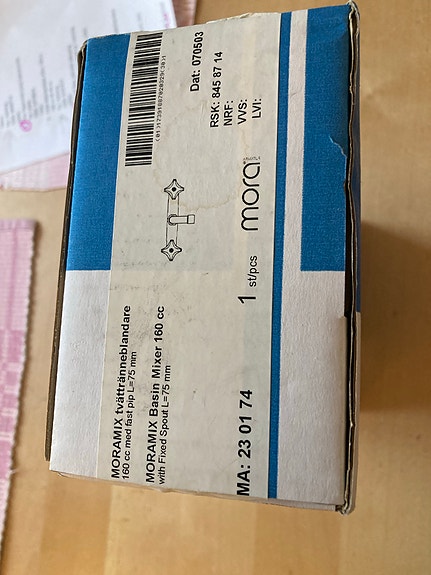 MORAMIX tvättränneblandare
160 cc med fast pip L=75 mm
MORAMIX Basin Mixer 160 cc
with Fixed Spout L=75 mm
MA: 23 01 74
1 st/pcs
mora
Dat: 070503
RSK: 845 87 14
NRF:
VVS:
LVI: